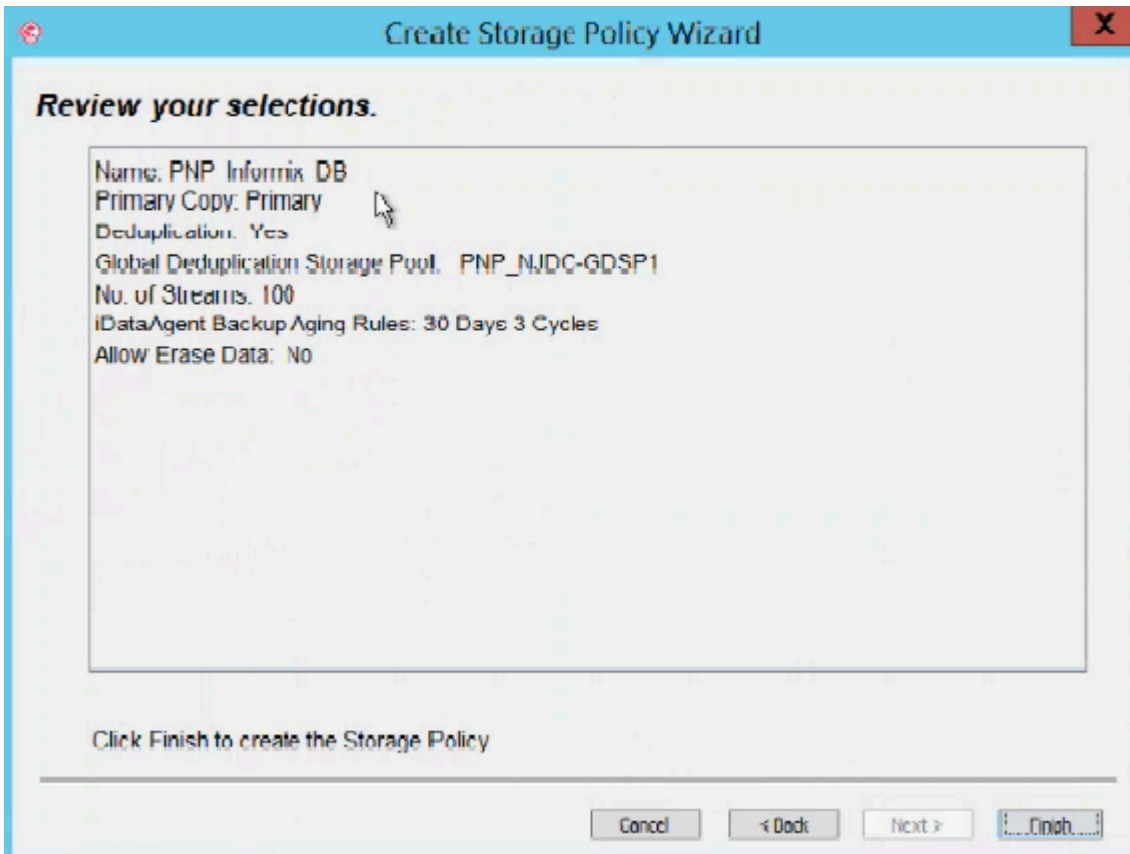 Create Storage Policy Wizard
X
Review your selections.
Name: PNP Informix DB
Primary Copy: Primary
Deduplication: Yes
Global Deduplication Storage Pool: PNP_NJDC-GDSP1
No. of Streams: 100
iDataAgent Backup Aging Rules: 30 Days 3 Cycles
Allow Erase Data: No
Click Finish to create the Storage Policy
Cancel
< Back
Next >
Finish